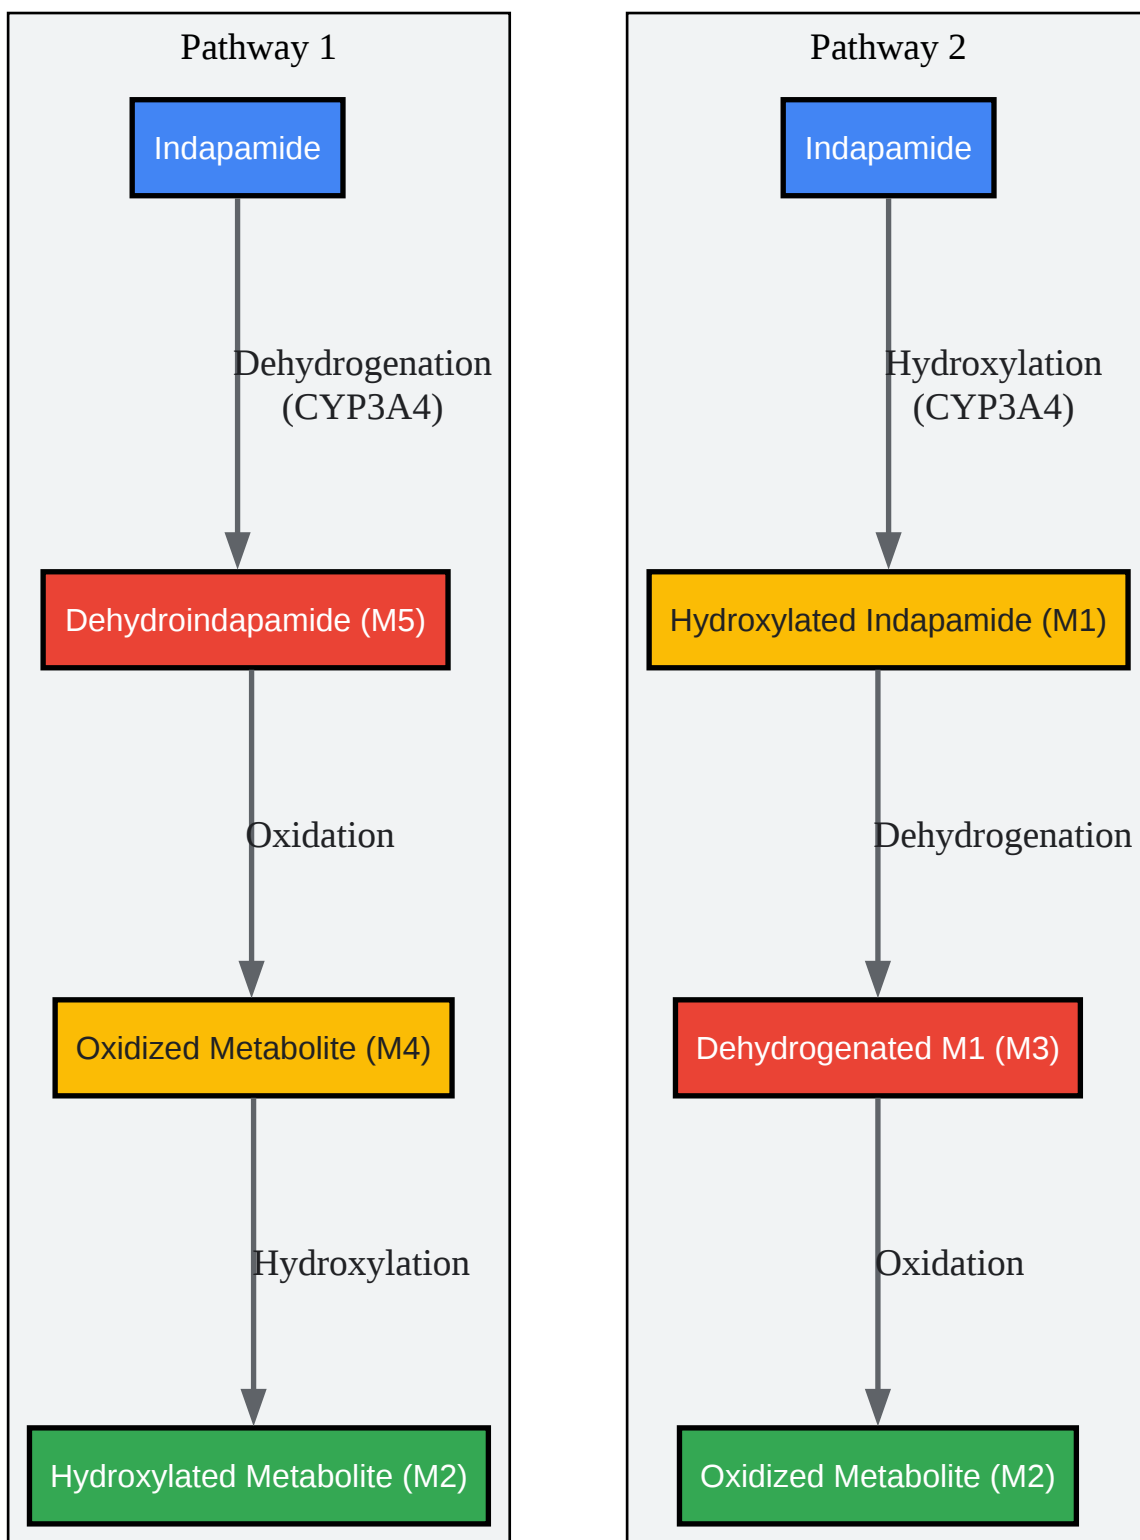 Pathway 1
Indapamide
Dehydrogenation
(CYP3A4)
Dehydroindapamide (M5)
Oxidation
Oxidized Metabolite (M4)
Hydroxylation
Hydroxylated Metabolite (M2)
Pathway 2
Indapamide
Hydroxylation
(CYP3A4)
Hydroxylated Indapamide (M1)
Dehydrogenation
Dehydrogenated M1 (M3)
Oxidation
Oxidized Metabolite (M2)